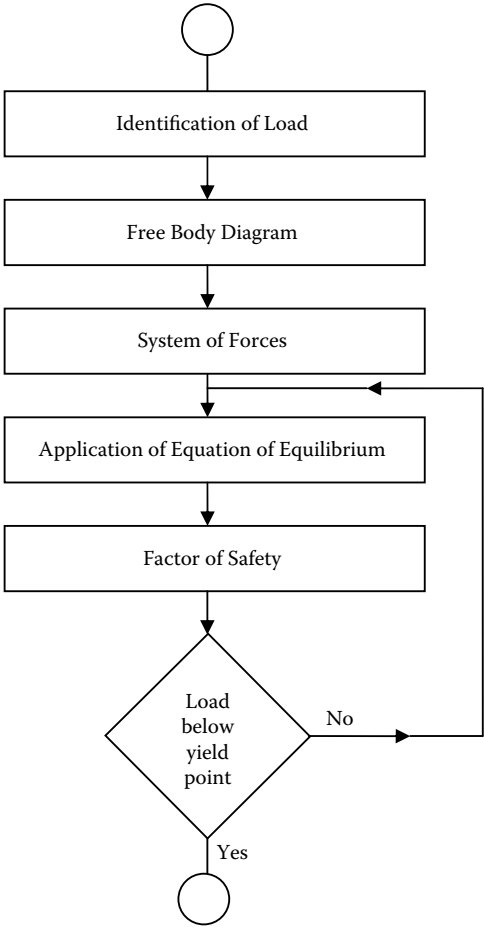 Identification of Load
Free Body Diagram
System of Forces
Application of Equation of Equilibrium
Factor of Safety
Load
below
yield
point
No
Yes